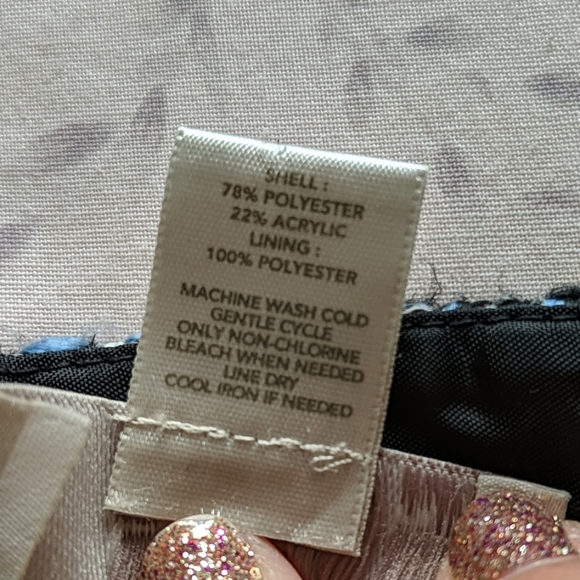 SHELL :
78% POLYESTER
22% ACRYLIC
LINING :
100% POLYESTER
MACHINE WASH COLD
GENTLE CYCLE
ONLY NON-CHLORINE
BLEACH WHEN NEEDED
LINE DRY
COOL IRON IF NEEDED